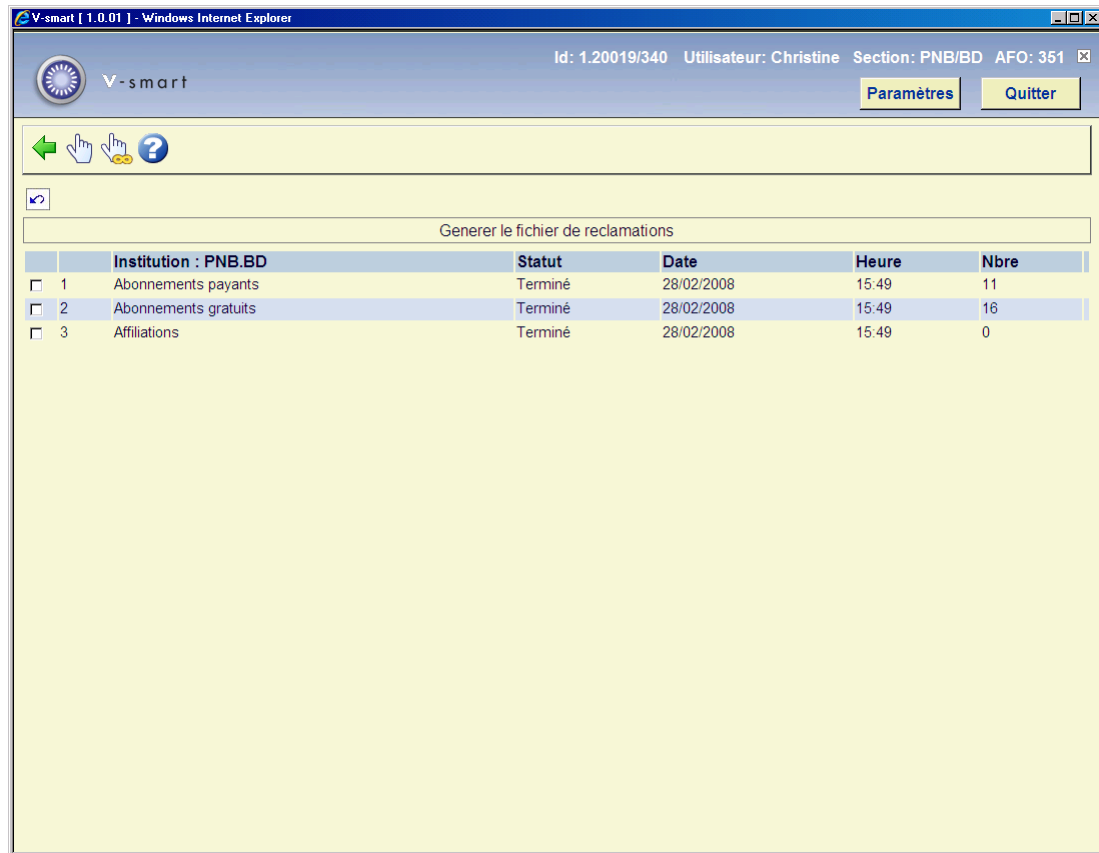 V-smart [ 1.0.01 ] - Windows Internet Explorer
Id: 1.20019/340 Utilisateur: Christine Section: PNB/BD AFO: 351
V-smart
Paramètres Quitter
Generer le fichier de reclamations
Institution : PNB.BD Statut Date Heure Nbre
1 Abonnements payants Terminé 28/02/2008 15:49 11
2 Abonnements gratuits Terminé 28/02/2008 15:49 16
3 Affiliations Terminé 28/02/2008 15:49 0